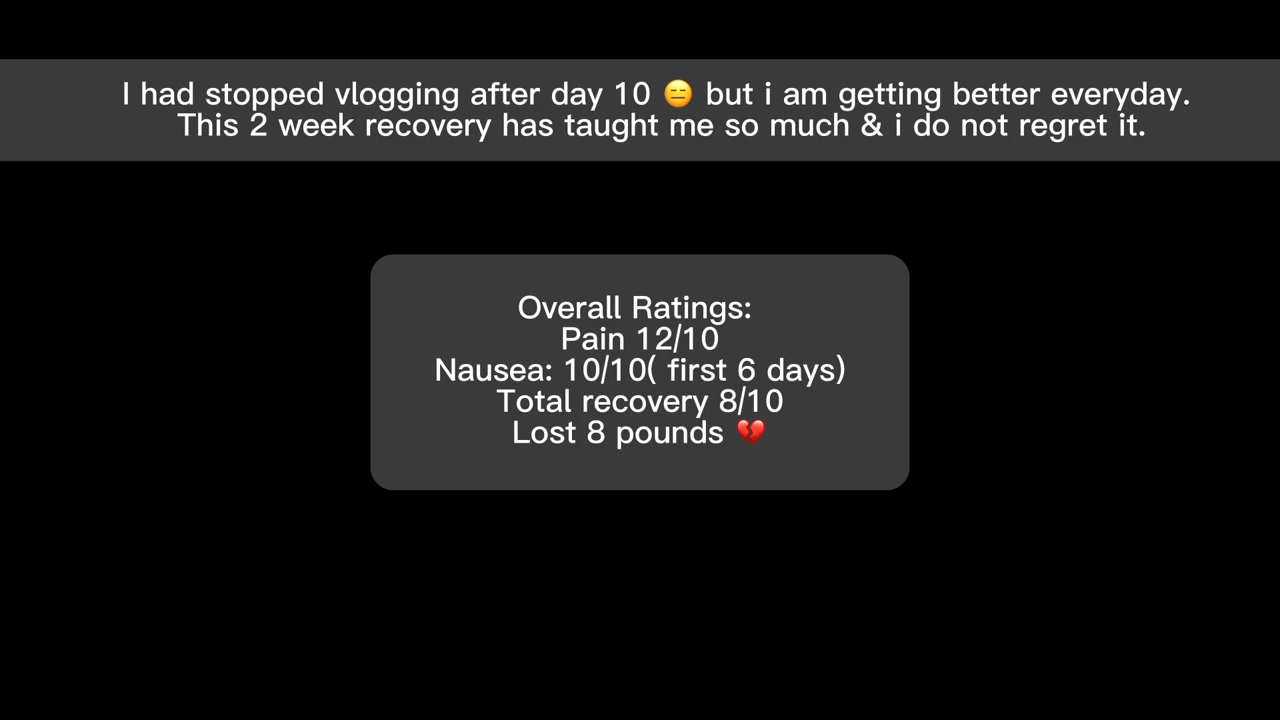 I had stopped vlogging after day 10 😑 but i am getting better everyday.
This 2 week recovery has taught me so much & i do not regret it.
Overall Ratings:
Pain 12/10
Nausea: 10/10( first 6 days)
Total recovery 8/10
Lost 8 pounds 💔